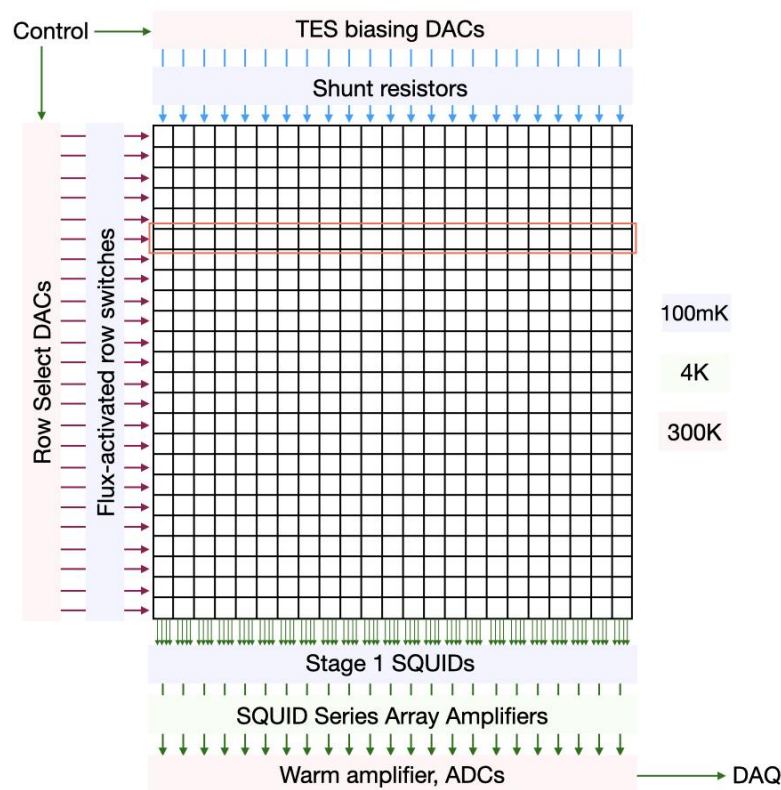 Control
TES biasing DACs
Shunt resistors
Row Select DACs
Flux-activated row switches
100mK
4K
300K
Stage 1 SQUIDs
SQUID Series Array Amplifiers
Warm amplifier, ADCs
DAQ